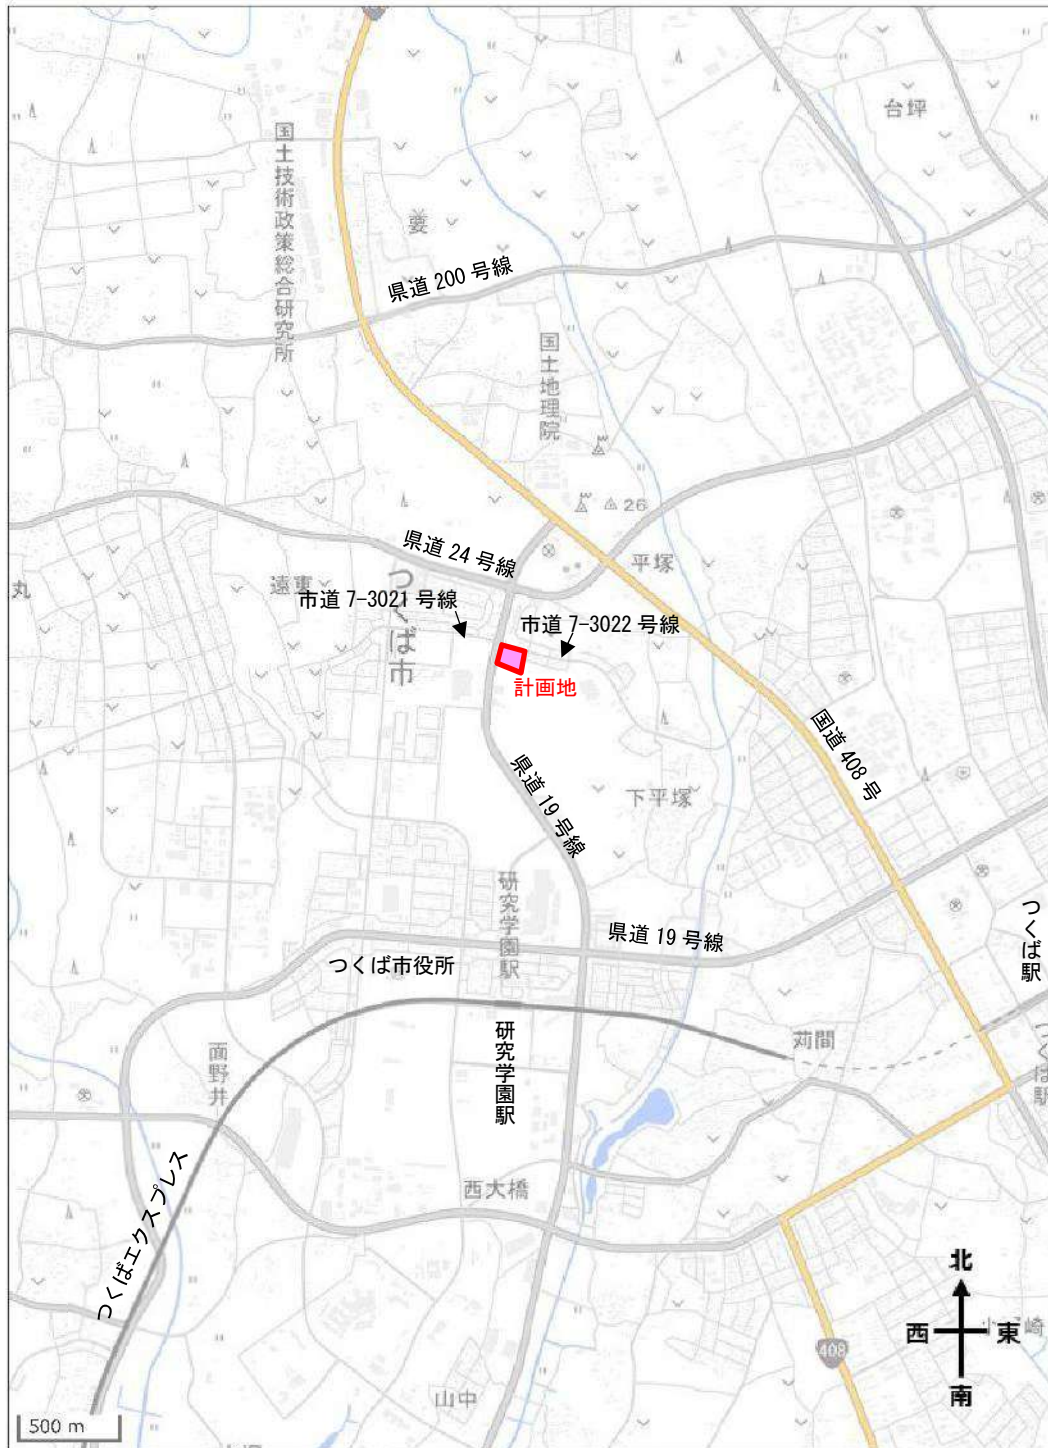 台坪
国土技術政策総合研究所
要
県道 200 号線
国土地理院
26
県道 24 号線
平塚
丸
遠東
つくば市
市道 7-3021 号線
市道 7-3022 号線
計画地
国道 408 号
県道 19 号線
下平塚
研究学園駅
つくば駅
県道 19 号線
つくば市役所
研究学園駅
苅間
つくば駅
面野井
つくばエクスプレス
西大橋
北
西
東
南
408
山中
500 m